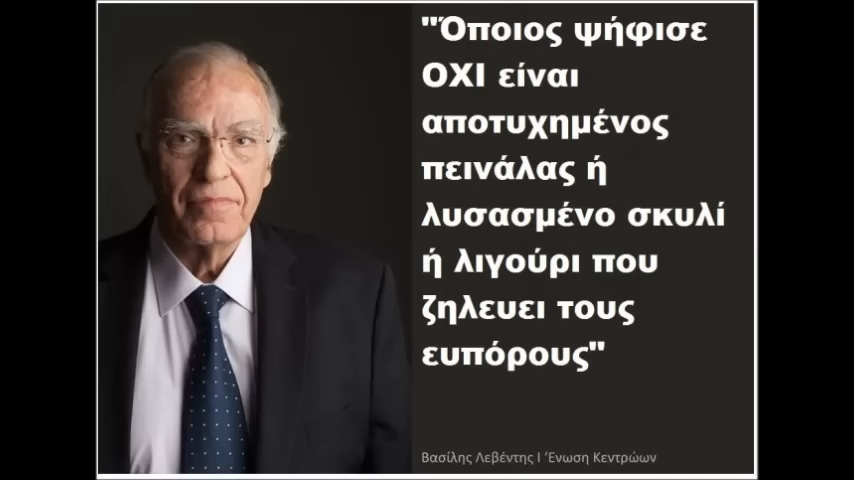 "Όποιος ψήφισε
ΟΧΙ είναι
αποτυχημένος
πεινάλας ή
λυσασμένο σκυλί
ή λιγούρι που
ζηλευει τους
ευπόρους"
Βασίλης Λεβέντης Ι Ένωση Κεντρώων